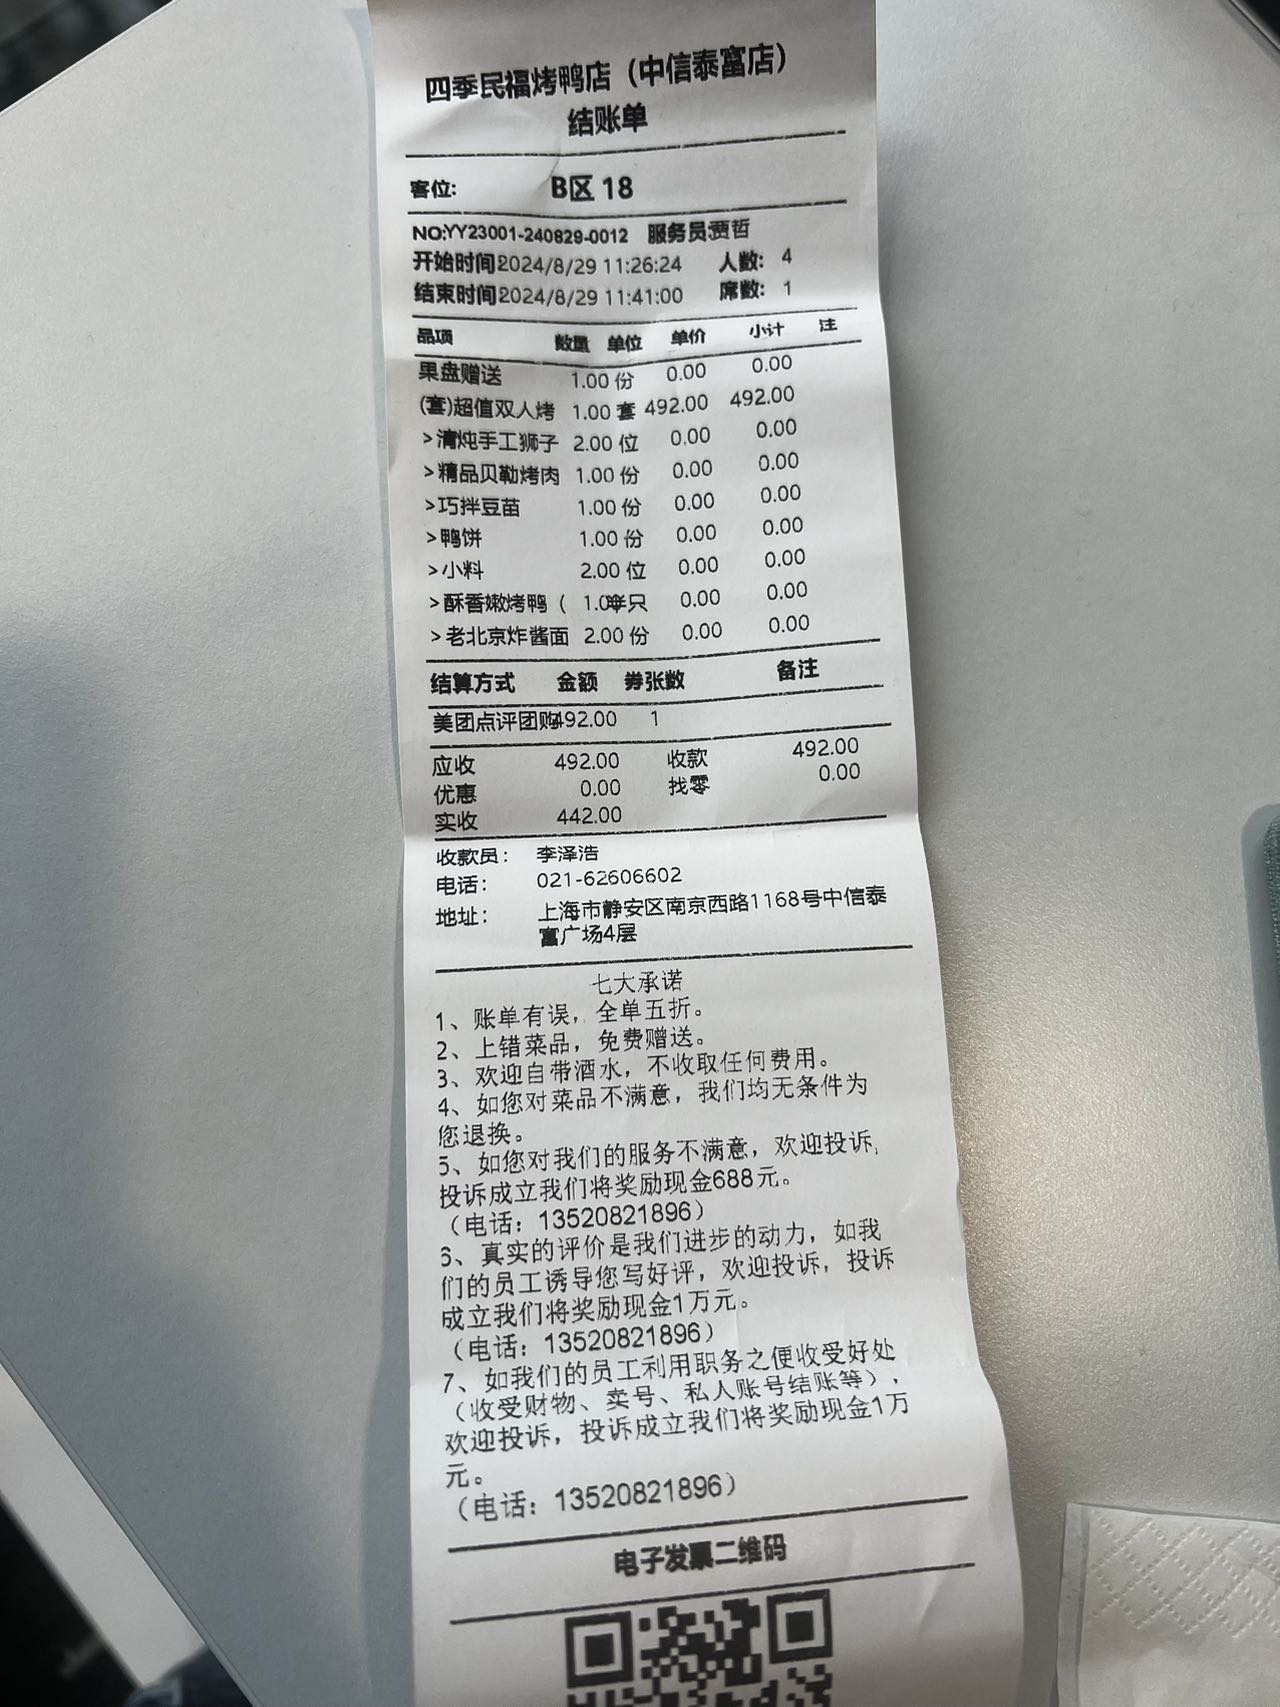 四季民福烤鸭店（中信泰富店）
结账单
客位: B区 18
NO:YY23001-240829-0012 服务员:贾哲
开始时间2024/8/29 11:26:24 人数: 4
结束时间2024/8/29 11:41:00 席数: 1
品项 数量 单位 单价 小计 注
果盘赠送 1.00 份 0.00 0.00
(套)超值双人烤 1.00 套 492.00 492.00
>清炖手工狮子 2.00 位 0.00 0.00
>精品贝勒烤肉 1.00 份 0.00 0.00
>巧拌豆苗 1.00 份 0.00 0.00
>鸭饼 1.00 份 0.00 0.00
>小料 2.00 位 0.00 0.00
>酥香嫩烤鸭（ 1.0半只 0.00 0.00
>老北京炸酱面 2.00 份 0.00 0.00
结算方式 金额 券张数 备注
美团点评团购492.00 1
应收 492.00 收款 492.00
优惠 0.00 找零 0.00
实收 442.00
收款员: 李泽浩
电话: 021-62606602
地址: 上海市静安区南京西路1168号中信泰
富广场4层
七大承诺
1、账单有误，全单五折。
2、上错菜品，免费赠送。
3、欢迎自带酒水，不收取任何费用。
4、如您对菜品不满意，我们均无条件为
您退换。
5、如您对我们的服务不满意，欢迎投诉,
投诉成立我们将奖励现金688元。
（电话：13520821896）
6、真实的评价是我们进步的动力，如我
们的员工诱导您写好评，欢迎投诉，投诉
成立我们将奖励现金1万元。
（电话：13520821896）
7、如我们的员工利用职务之便收受好处
（收受财物、卖号、私人账号结账等），
欢迎投诉，投诉成立我们将奖励现金1万
元。
（电话：13520821896）
电子发票二维码